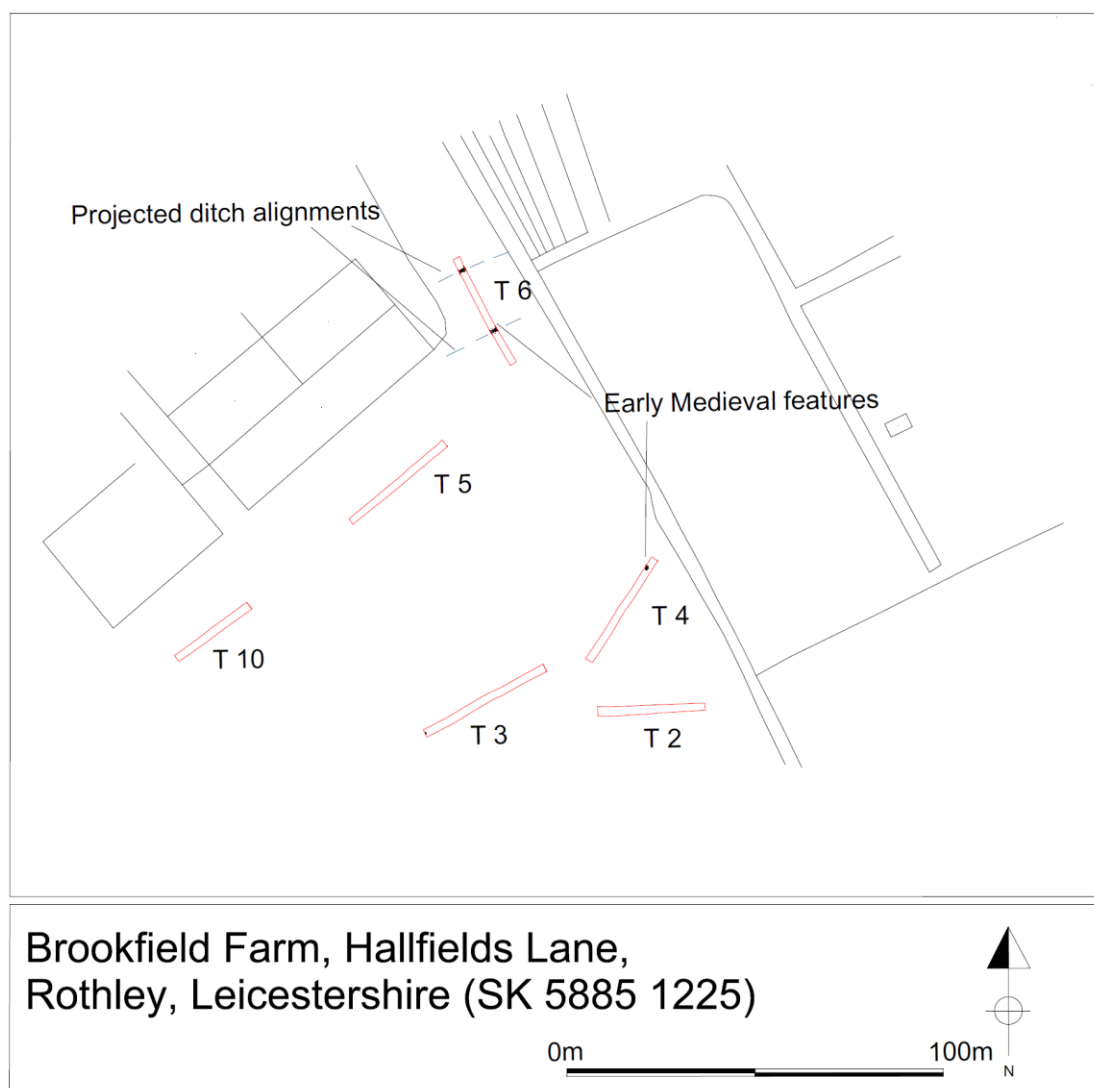 Projected ditch alignments
T 6
Early Medieval features
T 5
T 4
T 10
T 3
T 2
Brookfield Farm, Hallfields Lane,
Rothley, Leicestershire (SK 5885 1225)
0m
100m
N